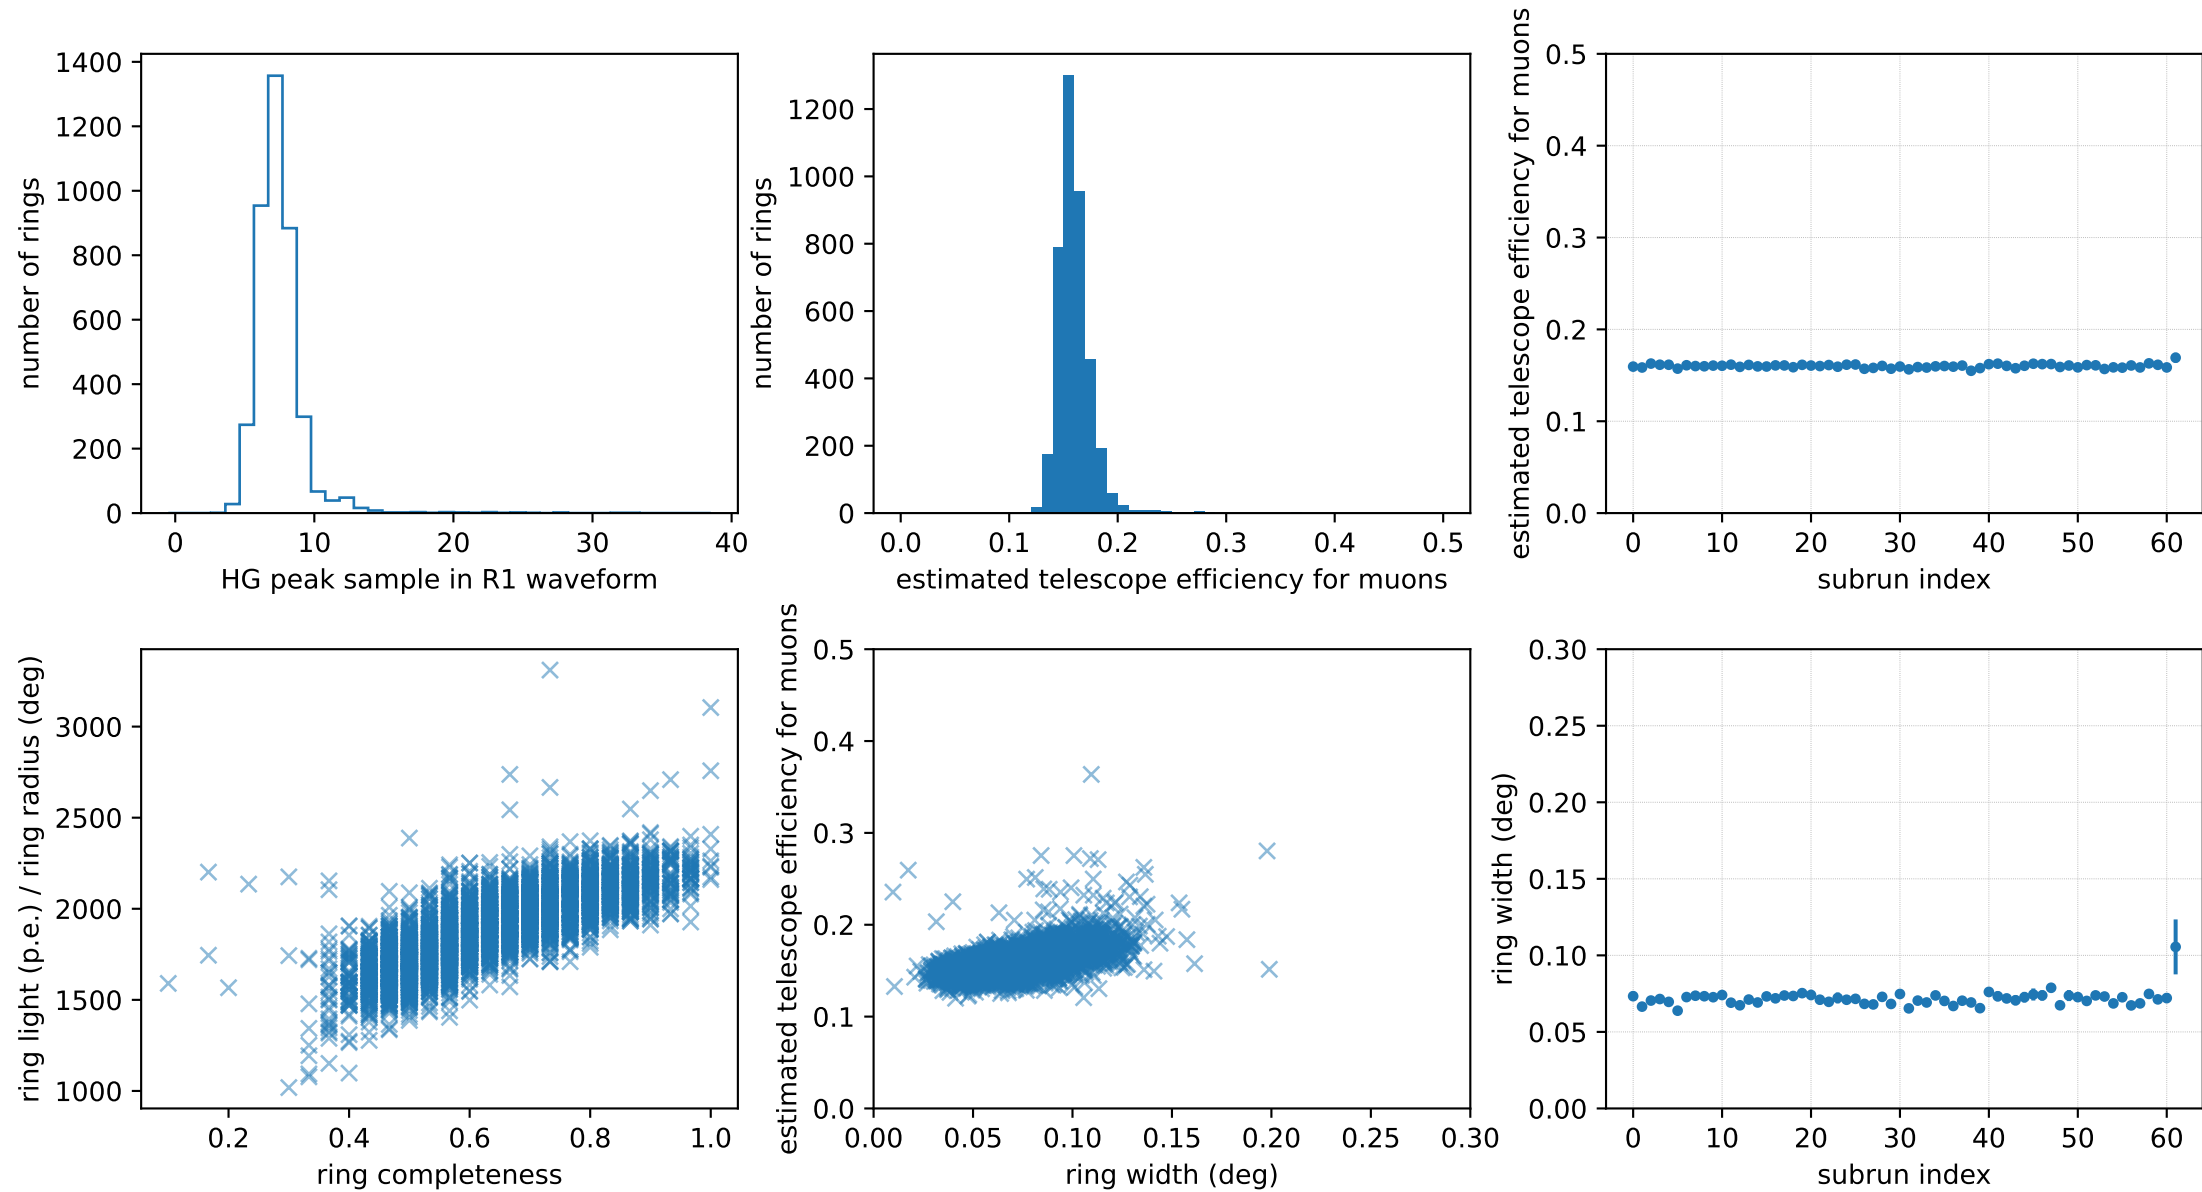 1400
1200
1000
800
600
400
200
0
number of rings
0 10 20 30 40
HG peak sample in R1 waveform
1200
1000
800
600
400
200
0
number of rings
0.0 0.1 0.2 0.3 0.4 0.5
estimated telescope efficiency for muons
0.5
0.4
0.3
0.2
0.1
0.0
estimated telescope efficiency for muons
0 10 20 30 40 50 60
subrun index
3000
2500
2000
1500
1000
ring light (p.e.) / ring radius (deg)
0.2 0.4 0.6 0.8 1.0
ring completeness
0.5
0.4
0.3
0.2
0.1
0.0
estimated telescope efficiency for muons
0.00 0.05 0.10 0.15 0.20 0.25 0.30
ring width (deg)
0.30
0.25
0.20
0.15
0.10
0.05
0.00
ring width (deg)
0 10 20 30 40 50 60
subrun index